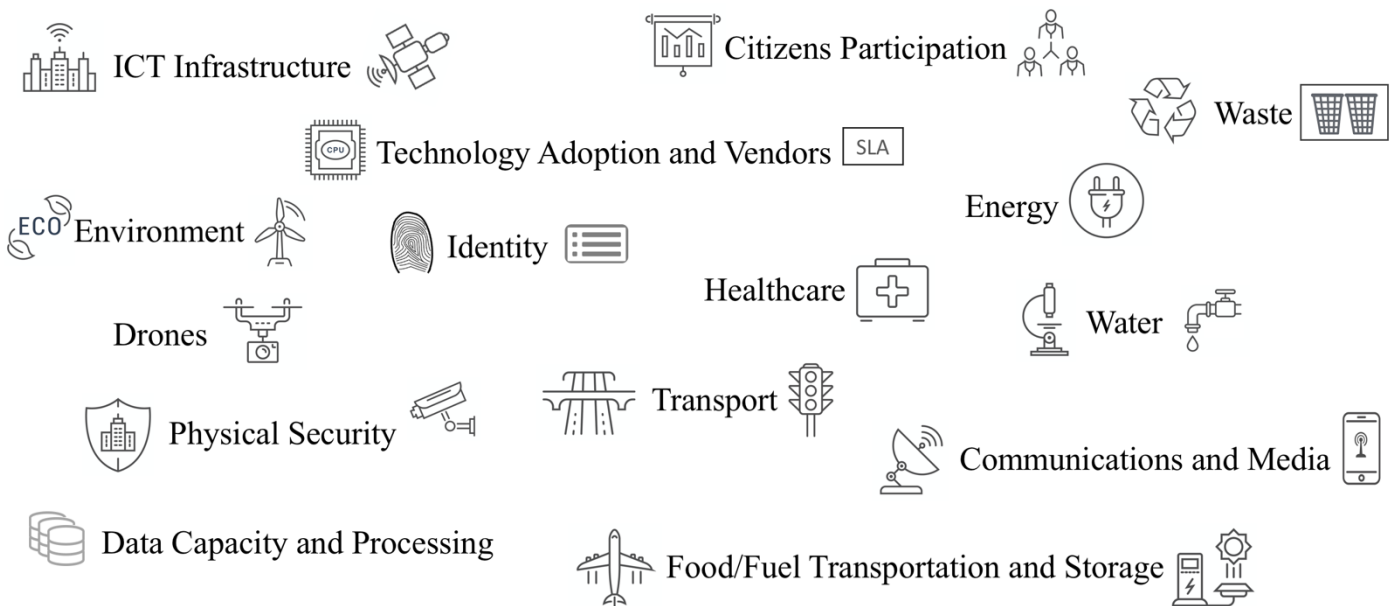 ICT Infrastructure
Citizens Participation
Waste
CPU
Technology Adoption and Vendors
SLA
Energy
ECO
Environment
Identity
Healthcare
Water
Drones
Transport
Physical Security
Communications and Media
Data Capacity and Processing
Food/Fuel Transportation and Storage